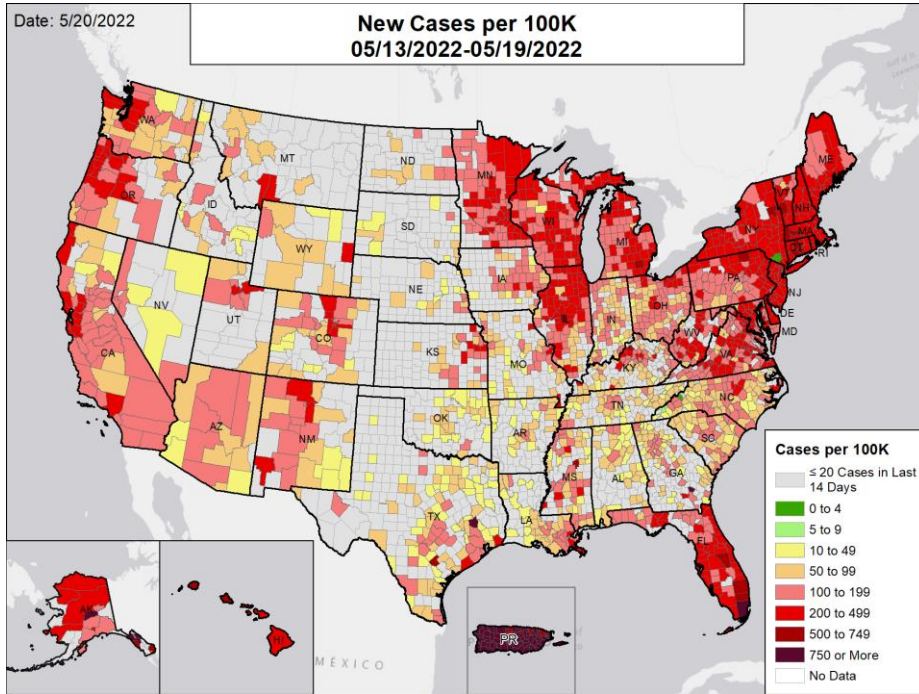 Date: 5/20/2022
New Cases per 100K
05/13/2022-05/19/2022
WA
MT
ND
MN
ME
OR
ID
SD
WI
VT
NH
NY
MA
WY
MI
CT
RI
IA
PA
NJ
NE
NV
UT
IL
IN
OH
DE
MD
CO
WV
VA
CA
KS
MO
KY
NC
TN
OK
AZ
NM
AR
SC
MS
AL
GA
TX
LA
FL
AK
HI
PR
MÉXICO
Cases per 100K
≤ 20 Cases in Last
14 Days
0 to 4
5 to 9
10 to 49
50 to 99
100 to 199
200 to 499
500 to 749
750 or More
No Data